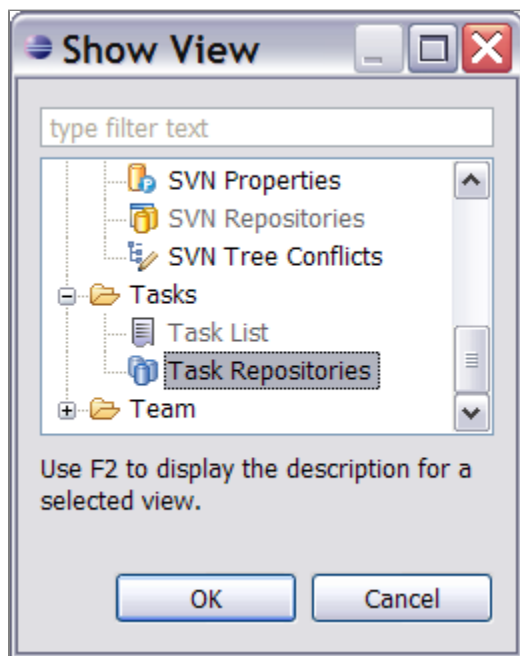 Show View
type filter text
SVN Properties
SVN Repositories
SVN Tree Conflicts
Tasks
Task List
Task Repositories
Team
Use F2 to display the description for a
selected view.
OK Cancel